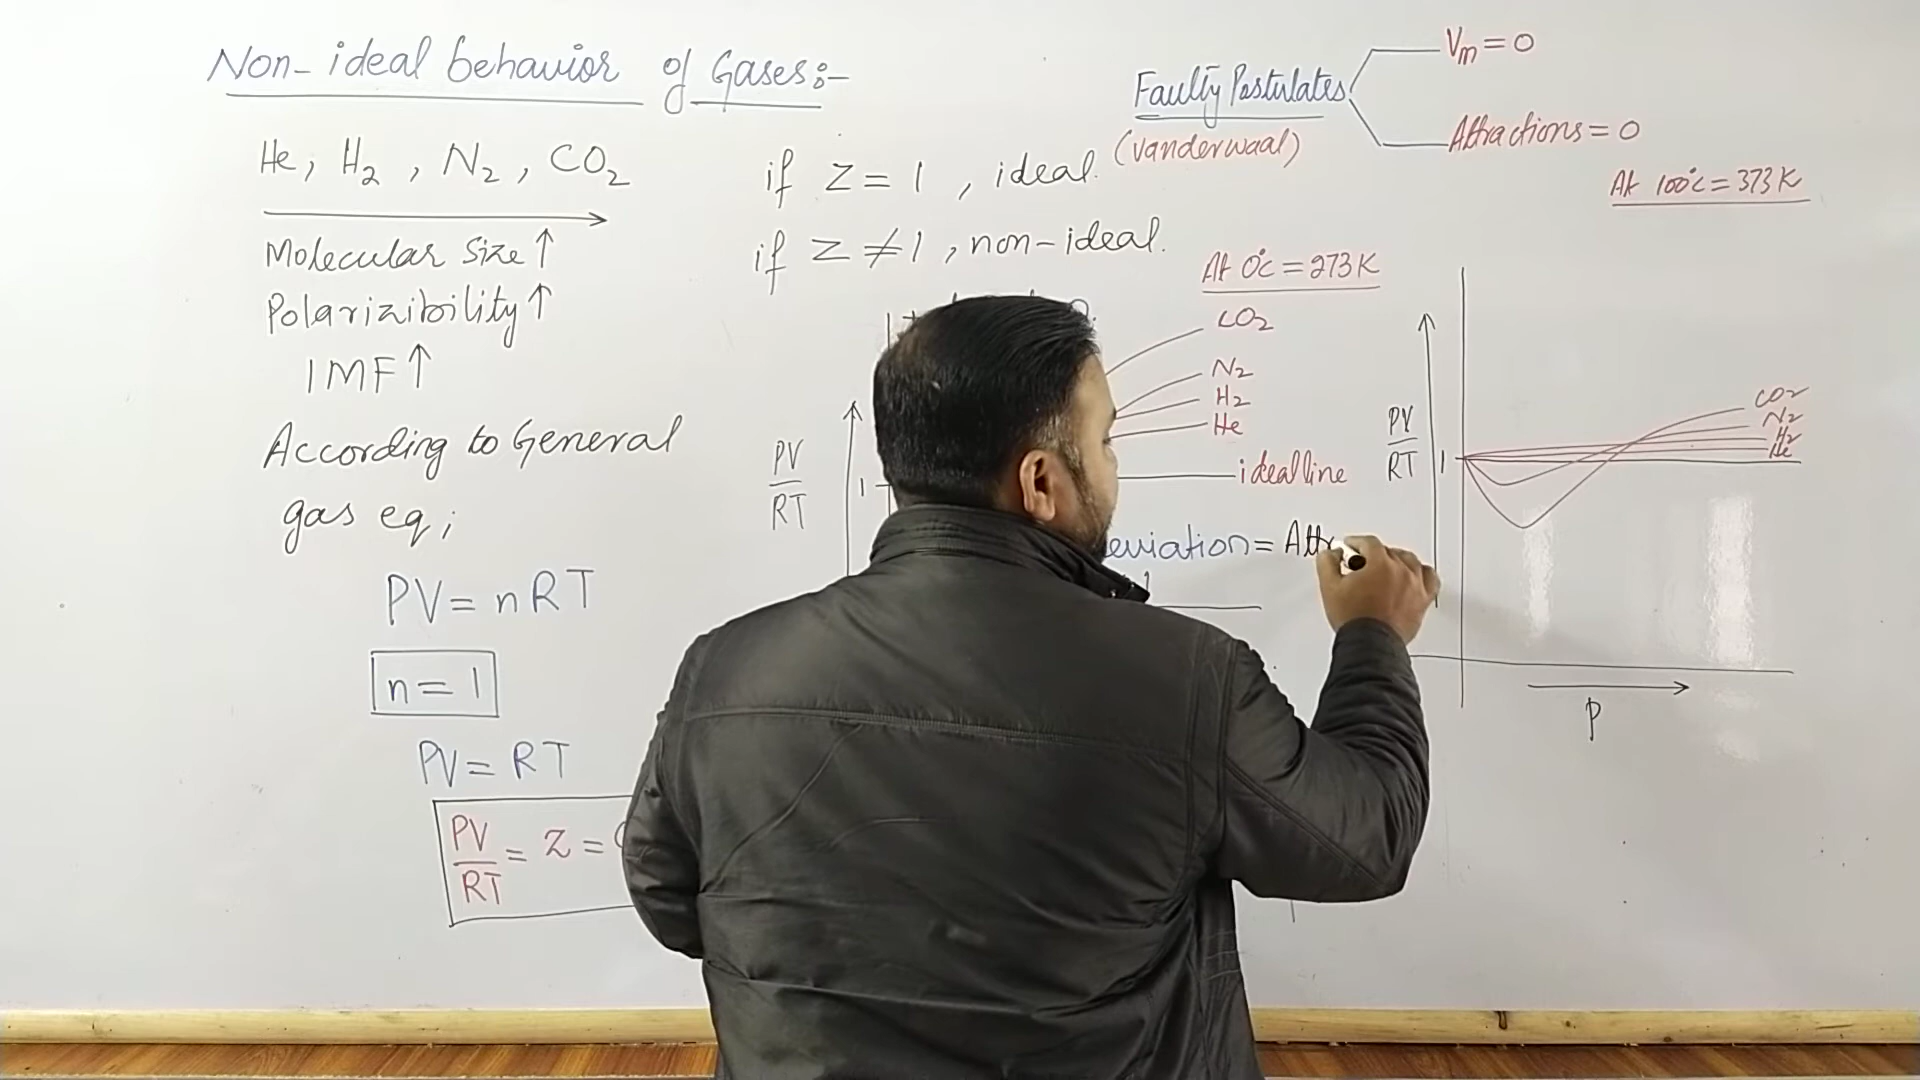 Non-ideal behavior of Gases:-
He, H₂, N₂, CO₂
Molecular Size ↑
Polarizibility ↑
IMF ↑
According to General
gas eq;
PV = nRT
n = 1
PV = RT
PV/RT = Z =
if Z = 1, ideal.
if Z ≠ 1, non-ideal.
Faulty Postulates
(vanderwaal)
Vm = 0
Attractions = 0
At 0°C = 273K
CO₂
N₂
H₂
He
PV/RT
1
ideal line
eviation = Attr
At 100°C = 373K
PV/RT
1
CO₂
N₂
H₂
He
P